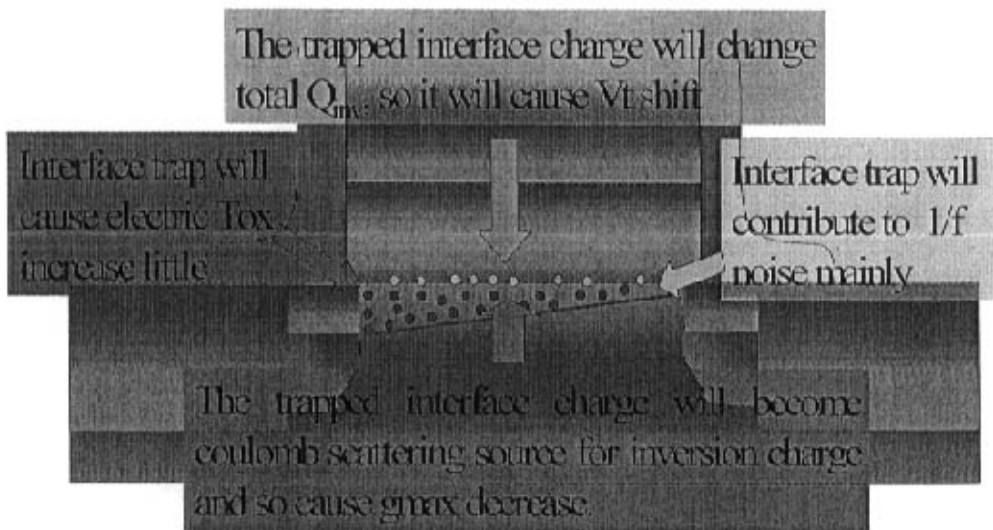 The trapped interface charge will change
total Qinv, so it will cause Vt shift
Interface trap will
cause electric Tox
increase little
Interface trap will
contribute to 1/f
noise mainly
The trapped interface charge will become
coulomb scattering source for inversion charge
and so cause gmax decrease.